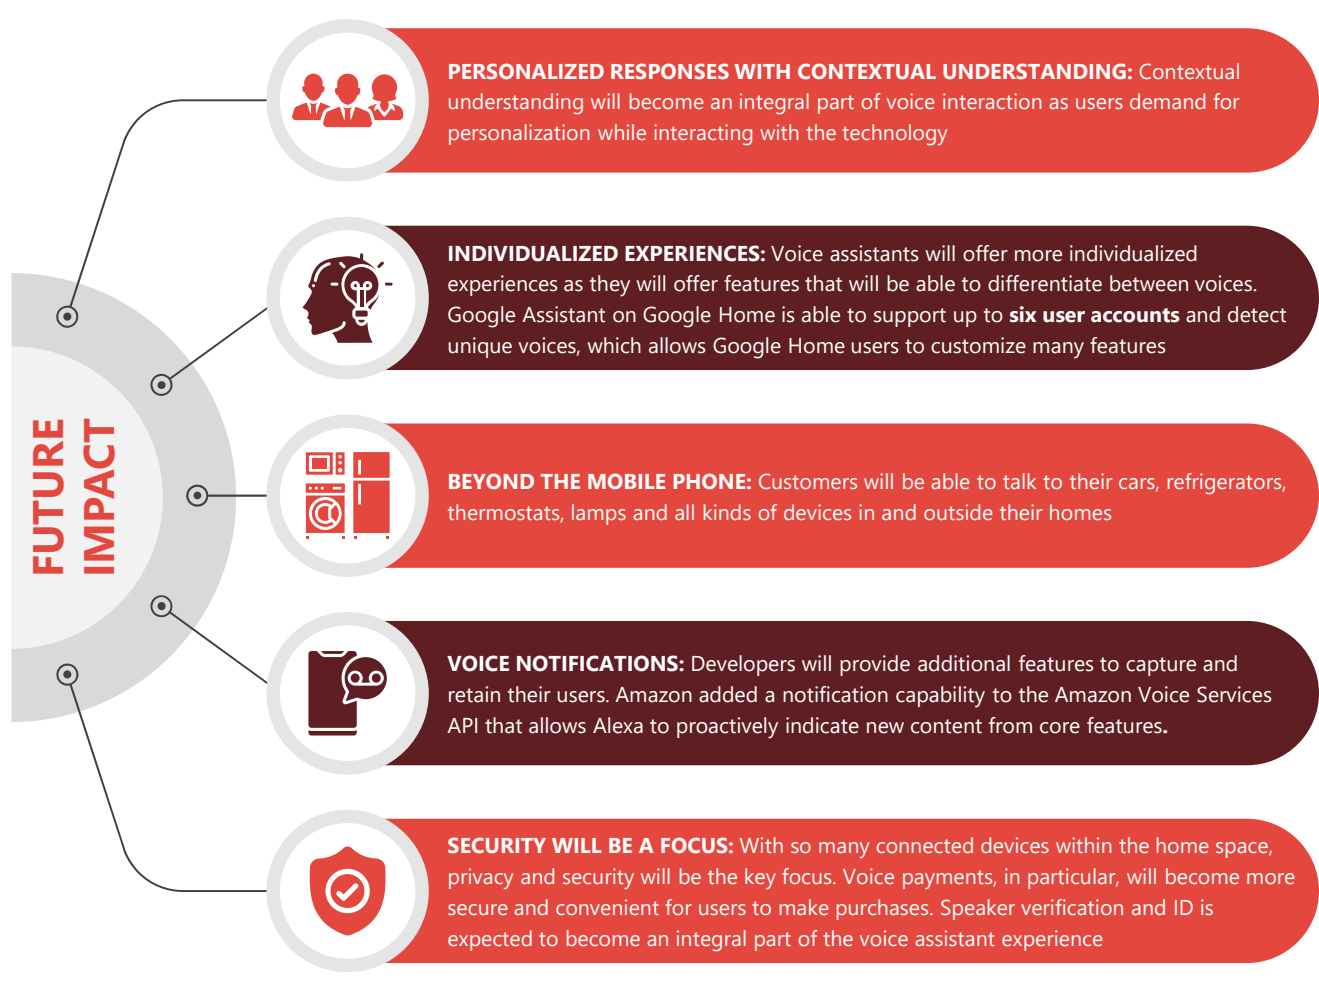 FUTURE
IMPACT
PERSONALIZED RESPONSES WITH CONTEXTUAL UNDERSTANDING: Contextual
understanding will become an integral part of voice interaction as users demand for
personalization while interacting with the technology
INDIVIDUALIZED EXPERIENCES: Voice assistants will offer more individualized
experiences as they will offer features that will be able to differentiate between voices.
Google Assistant on Google Home is able to support up to six user accounts and detect
unique voices, which allows Google Home users to customize many features
BEYOND THE MOBILE PHONE: Customers will be able to talk to their cars, refrigerators,
thermostats, lamps and all kinds of devices in and outside their homes
VOICE NOTIFICATIONS: Developers will provide additional features to capture and
retain their users. Amazon added a notification capability to the Amazon Voice Services
API that allows Alexa to proactively indicate new content from core features.
SECURITY WILL BE A FOCUS: With so many connected devices within the home space,
privacy and security will be the key focus. Voice payments, in particular, will become more
secure and convenient for users to make purchases. Speaker verification and ID is
expected to become an integral part of the voice assistant experience